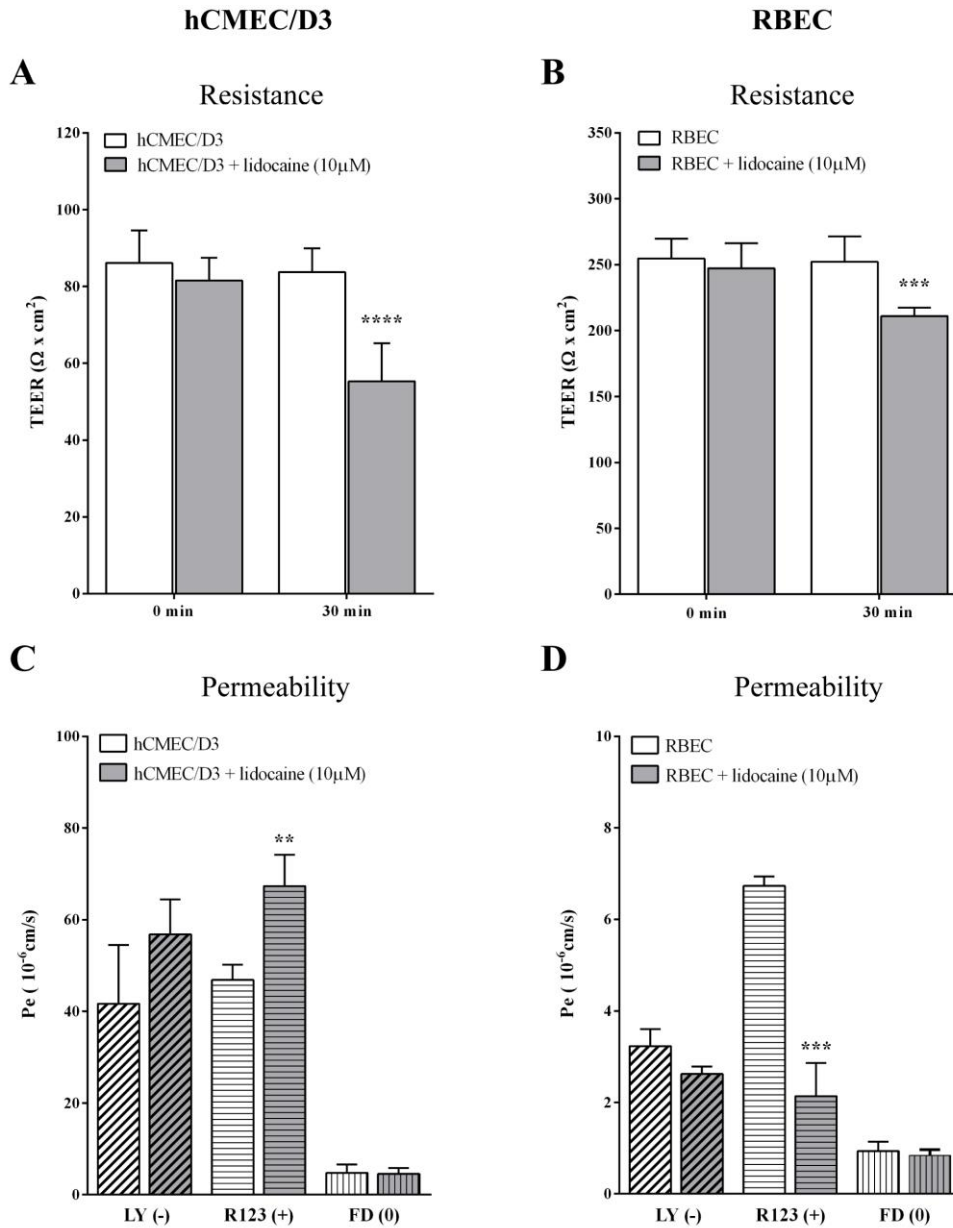 hCMEC/D3
RBEC
A
Resistance
hCMEC/D3
hCMEC/D3 + lidocaine (10µM)
TEER (Ω x cm²)
120
100
80
60
40
20
0
****
0 min
30 min
B
Resistance
RBEC
RBEC + lidocaine (10µM)
TEER (Ω x cm²)
350
300
250
200
150
100
50
0
***
0 min
30 min
C
Permeability
hCMEC/D3
hCMEC/D3 + lidocaine (10µM)
Pe ( 10⁻⁶cm/s)
100
80
60
40
20
0
**
LY (-)
R123 (+)
FD (0)
D
Permeability
RBEC
RBEC + lidocaine (10µM)
Pe ( 10⁻⁶cm/s)
10
8
6
4
2
0
***
LY (-)
R123 (+)
FD (0)